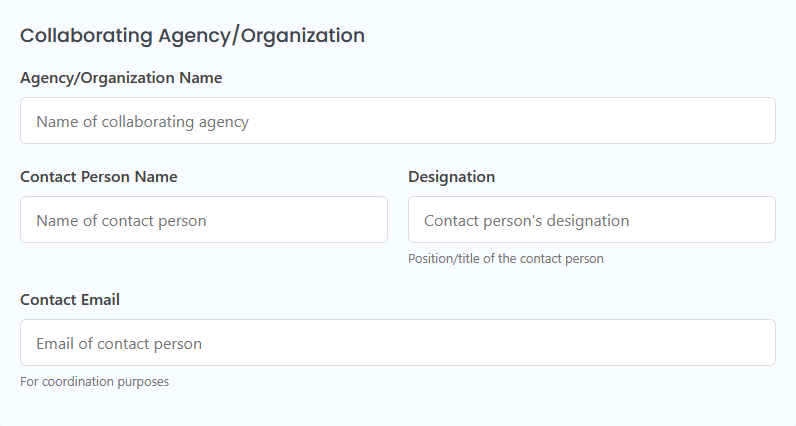 Collaborating Agency/Organization
Agency/Organization Name
Name of collaborating agency
Contact Person Name
Name of contact person
Designation
Contact person's designation
Position/title of the contact person
Contact Email
Email of contact person
For coordination purposes